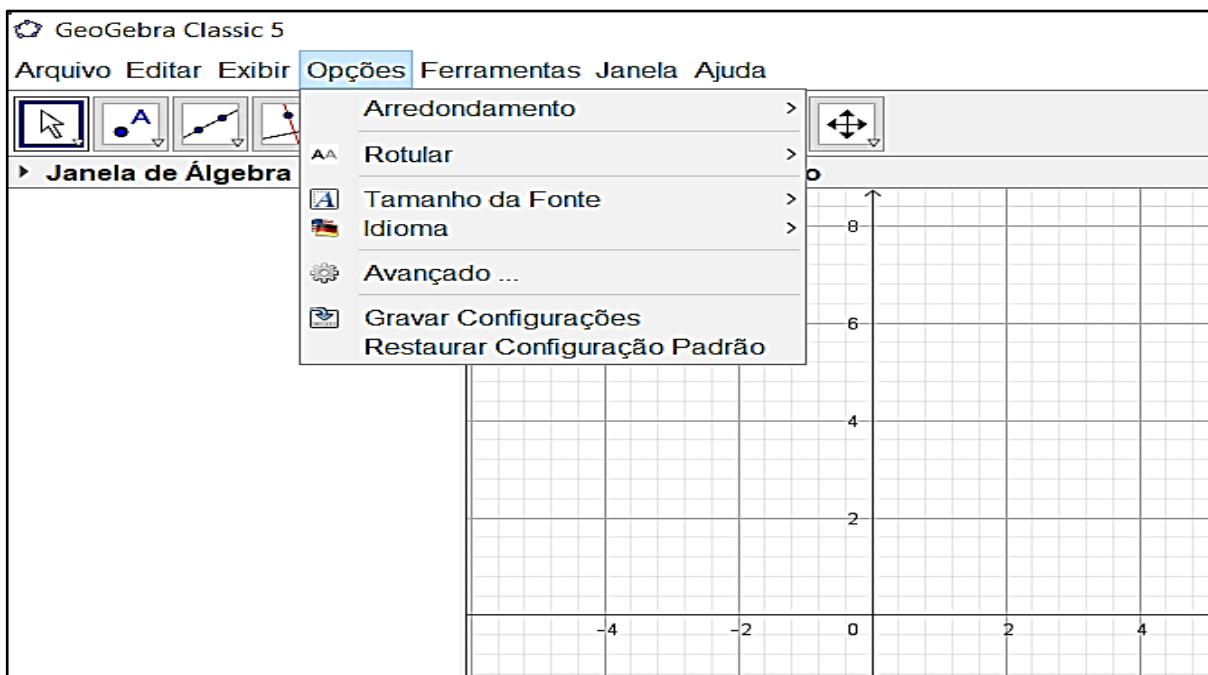 GeoGebra Classic 5
Arquivo Editar Exibir Opções Ferramentas Janela Ajuda
A
Arredondamento >
AA Rotular >
A Tamanho da Fonte >
Idioma >
Avançado ...
Gravar Configurações
Restaurar Configuração Padrão
Janela de Álgebra
o
8
6
4
2
-4 -2 0 2 4